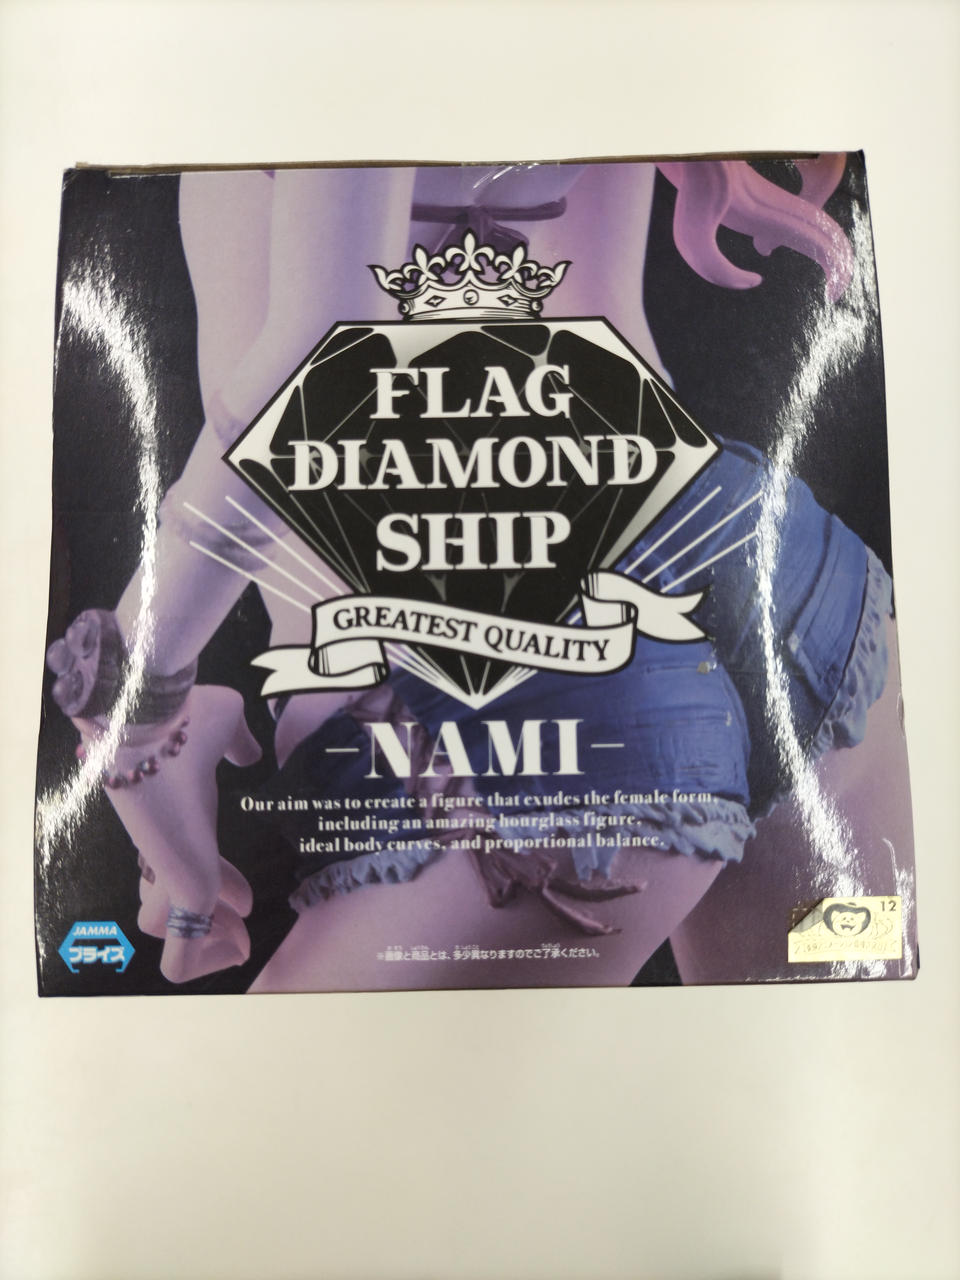 FLAG
DIAMOND
SHIP
GREATEST QUALITY
–NAMI–
Our aim was to create a figure that exudes the female form,
including an amazing hourglass figure,
ideal body curves, and proportional balance.
JAMMA
プライズ
※画像と商品とは、多少異なりますのでご了承ください。
12